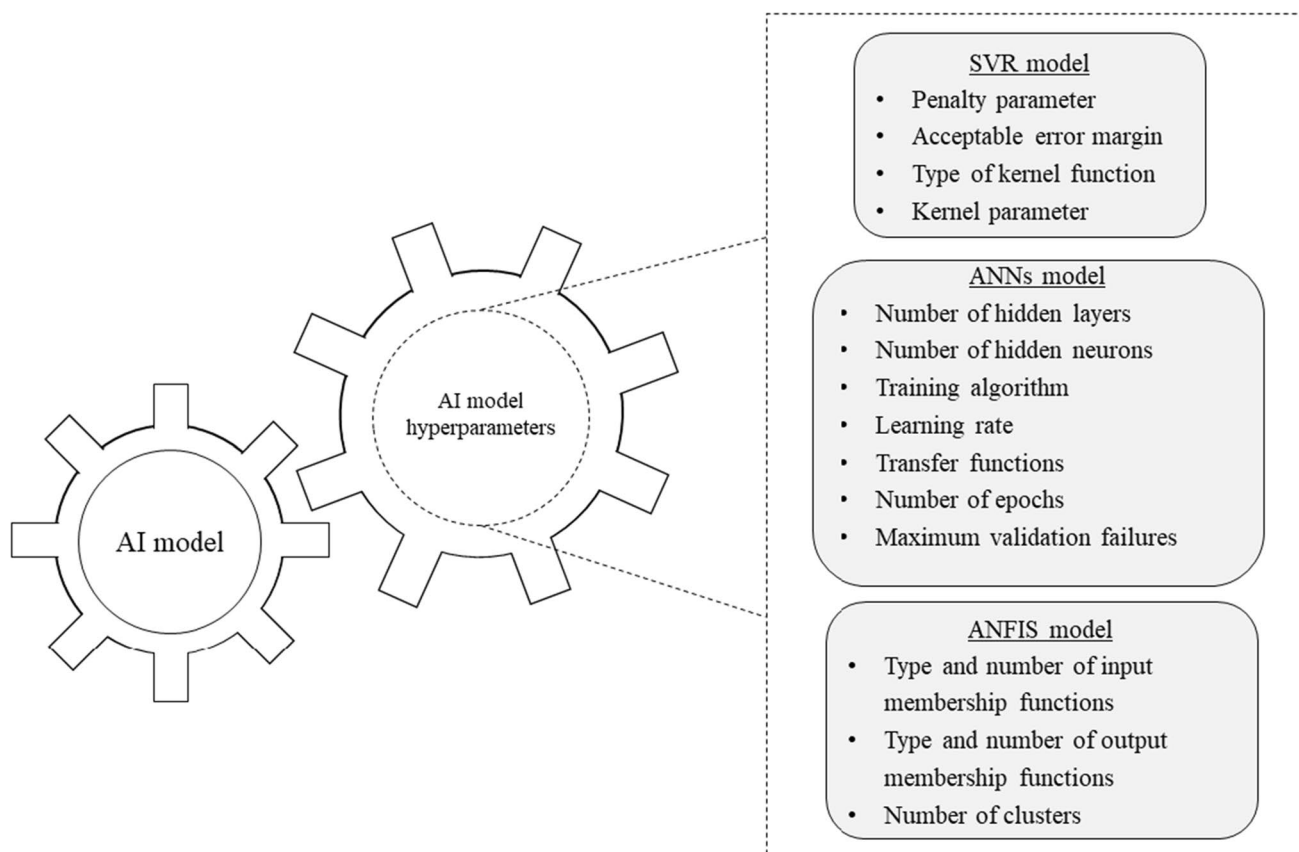 AI model
AI model
hyperparameters
SVR model
• Penalty parameter
• Acceptable error margin
• Type of kernel function
• Kernel parameter
ANNs model
• Number of hidden layers
• Number of hidden neurons
• Training algorithm
• Learning rate
• Transfer functions
• Number of epochs
• Maximum validation failures
ANFIS model
• Type and number of input
membership functions
• Type and number of output
membership functions
• Number of clusters